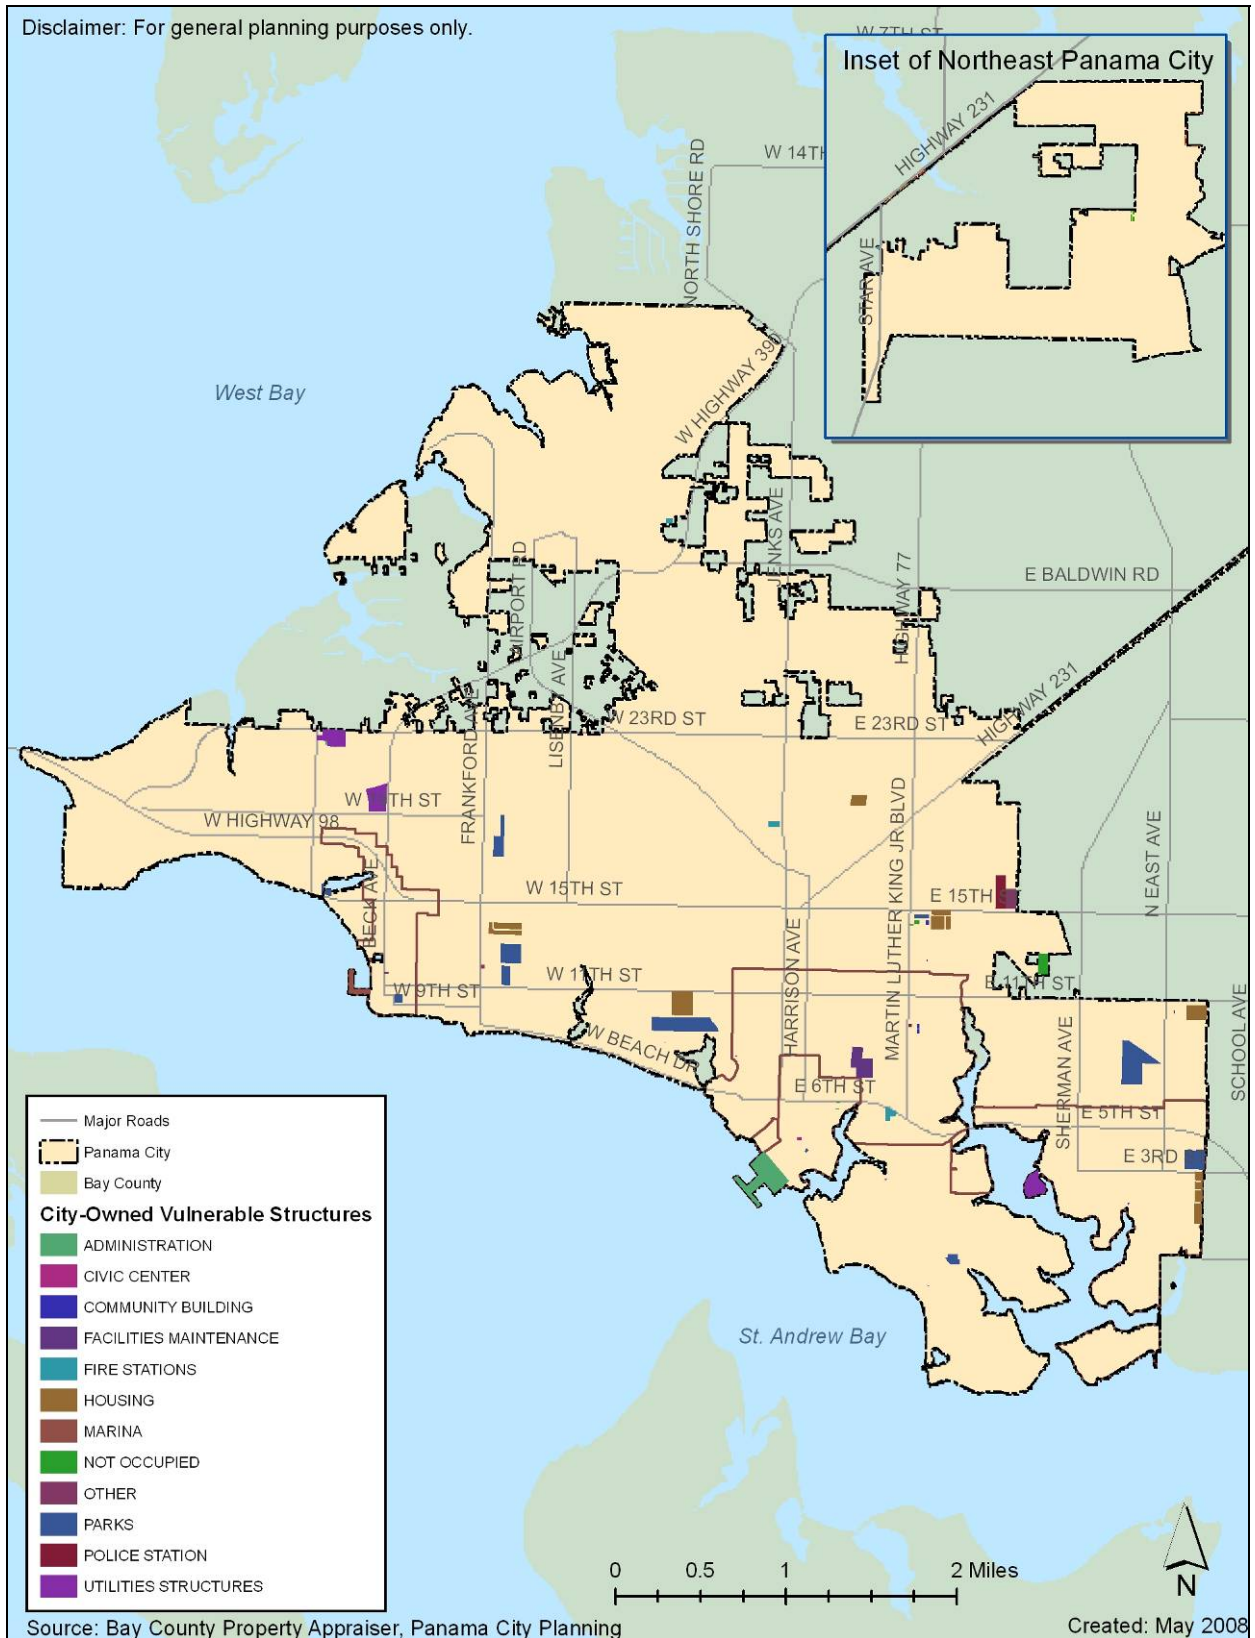 Disclaimer: For general planning purposes only.
W 7TH ST
Inset of Northeast Panama City
HIGHWAY 231
STAR AVE
W 14TH
NORTH SHORE RD
W HIGHWAY 390
West Bay
JENKS AVE
AIRPORT RD
HIGHWAY 77
E BALDWIN RD
HIGHWAY 231
LISENBY AVE
FRANKFORD AVE
W 23RD ST
E 23RD ST
W HIGHWAY 98
BECK AVE
W 15TH ST
E 15TH ST
MARTIN LUTHER KING JR BLVD
N EAST AVE
HARRISON AVE
W 11TH ST
E 11TH ST
W 9TH ST
W BEACH DR
E 6TH ST
SHERMAN AVE
E 5TH ST
SCHOOL AVE
E 3RD
St. Andrew Bay
Major Roads
Panama City
Bay County
City-Owned Vulnerable Structures
ADMINISTRATION
CIVIC CENTER
COMMUNITY BUILDING
FACILITIES MAINTENANCE
FIRE STATIONS
HOUSING
MARINA
NOT OCCUPIED
OTHER
PARKS
POLICE STATION
UTILITIES STRUCTURES
0 0.5 1 2 Miles
N
Source: Bay County Property Appraiser, Panama City Planning
Created: May 2008